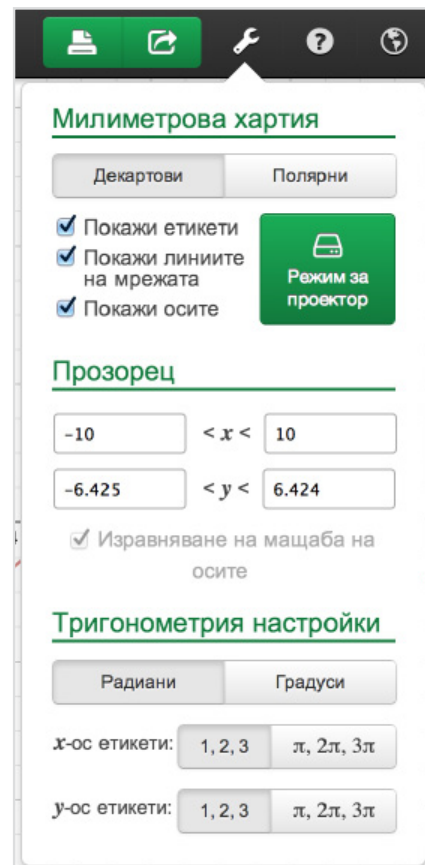 ?
Милиметрова хартия
Декартови Полярни
Покажи етикети
Покажи линиите
на мрежата
Покажи осите
Режим за
проектор
Прозорец
-10 < x < 10
-6.425 < y < 6.424
Изравняване на мащаба на
осите
Тригонометрия настройки
Радиани Градуси
x-ос етикети: 1, 2, 3 π, 2π, 3π
y-ос етикети: 1, 2, 3 π, 2π, 3π